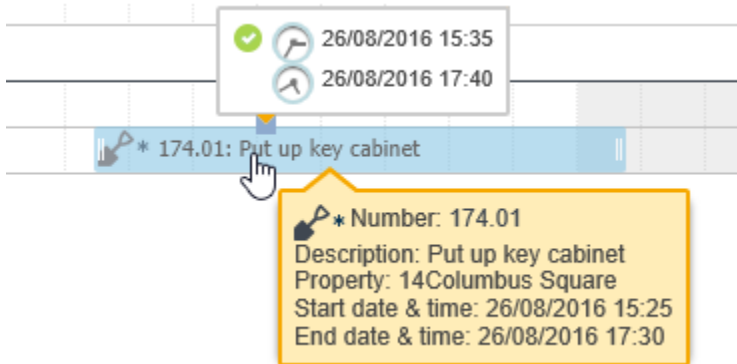 26/08/2016 15:35
26/08/2016 17:40
* 174.01: Put up key cabinet
* Number: 174.01
Description: Put up key cabinet
Property: 14Columbus Square
Start date & time: 26/08/2016 15:25
End date & time: 26/08/2016 17:30